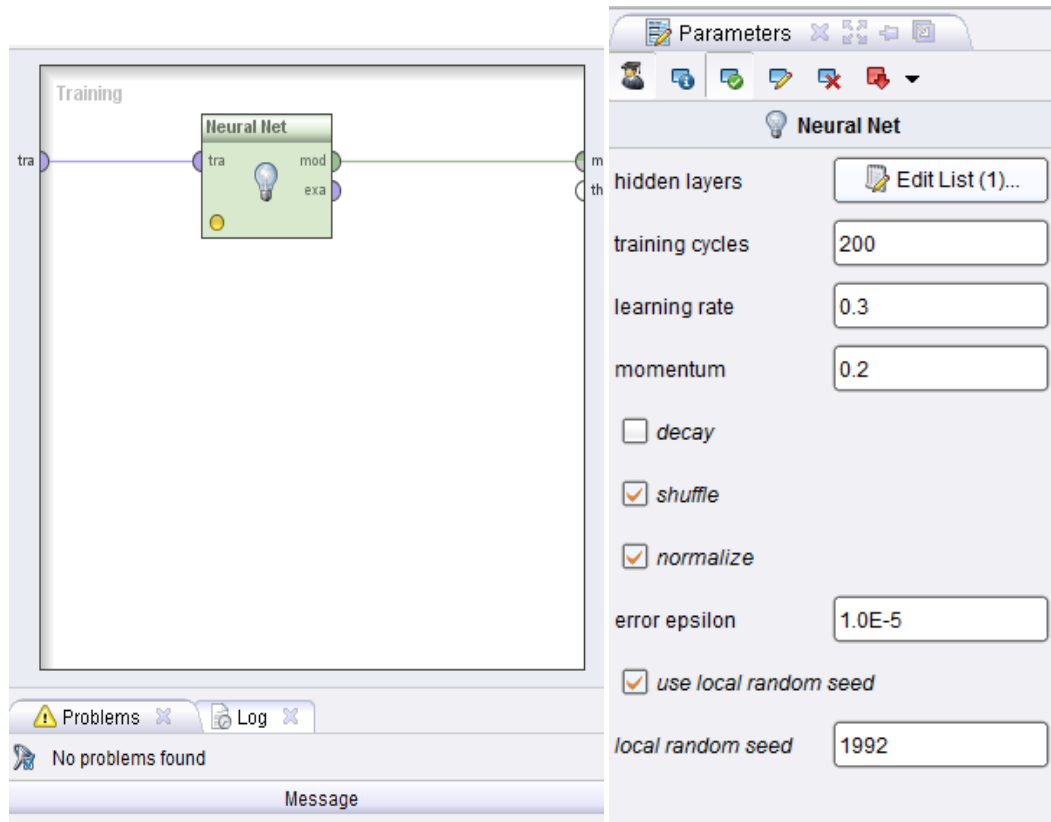 Training
Neural Net
tra
tra
mod
exa
m
th
Problems
Log
No problems found
Message
Parameters
Neural Net
hidden layers
Edit List (1)...
training cycles
200
learning rate
0.3
momentum
0.2
decay
shuffle
normalize
error epsilon
1.0E-5
use local random seed
local random seed
1992